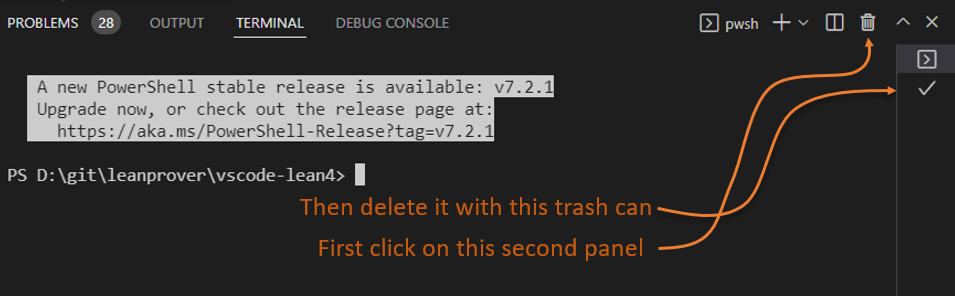 PROBLEMS 28 OUTPUT TERMINAL DEBUG CONSOLE pwsh
A new PowerShell stable release is available: v7.2.1
Upgrade now, or check out the release page at:
https://aka.ms/PowerShell-Release?tag=v7.2.1
PS D:\git\leanprover\vscode-lean4>
Then delete it with this trash can
First click on this second panel